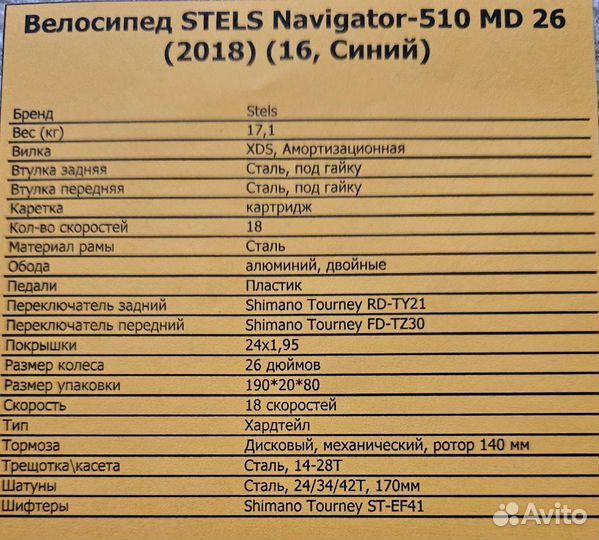 Велосипед STELS Navigator-510 MD 26
(2018) (16, Синий)
Бренд Stels
Вес (кг) 17,1
Вилка XDS, Амортизационная
Втулка задняя Сталь, под гайку
Втулка передняя Сталь, под гайку
Каретка картридж
Кол-во скоростей 18
Материал рамы Сталь
Обода алюминий, двойные
Педали Пластик
Переключатель задний Shimano Tourney RD-TY21
Переключатель передний Shimano Tourney FD-TZ30
Покрышки 24x1,95
Размер колеса 26 дюймов
Размер упаковки 190*20*80
Скорость 18 скоростей
Тип Хардтейл
Тормоза Дисковый, механический, ротор 140 мм
Трещотка\касета Сталь, 14-28Т
Шатуны Сталь, 24/34/42Т, 170мм
Шифтеры Shimano Tourney ST-EF41
Avito